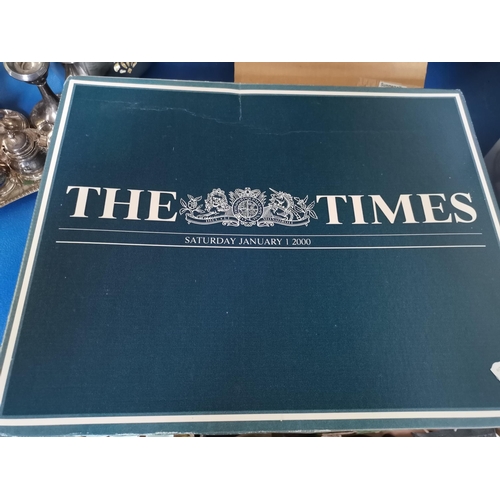 THE TIMES
SATURDAY JANUARY 1 2000